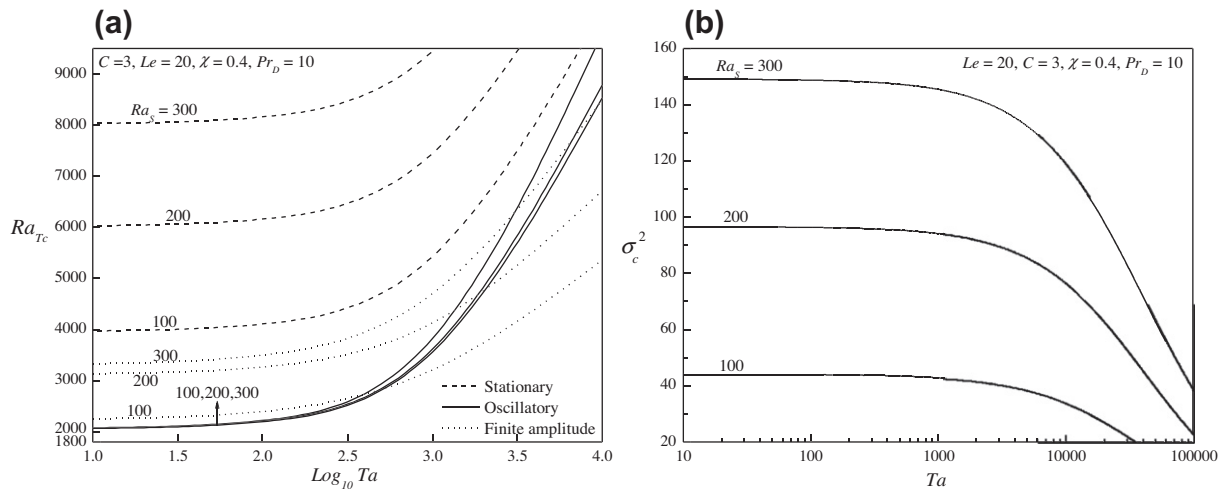 (a)
C =3, Le = 20, χ = 0.4, Pr_D = 10
Ra_S = 300
200
100
300
200
100
100,200,300
Stationary
Oscillatory
Finite amplitude
Ra_Tc
9000
8000
7000
6000
5000
4000
3000
2000
1800
1.0 1.5 2.0 2.5 3.0 3.5 4.0
Log_10 Ta
(b)
Le = 20, C = 3, χ = 0.4, Pr_D = 10
Ra_S = 300
200
100
σ_c^2
160
140
120
100
80
60
40
20
10 100 1000 10000 100000
Ta